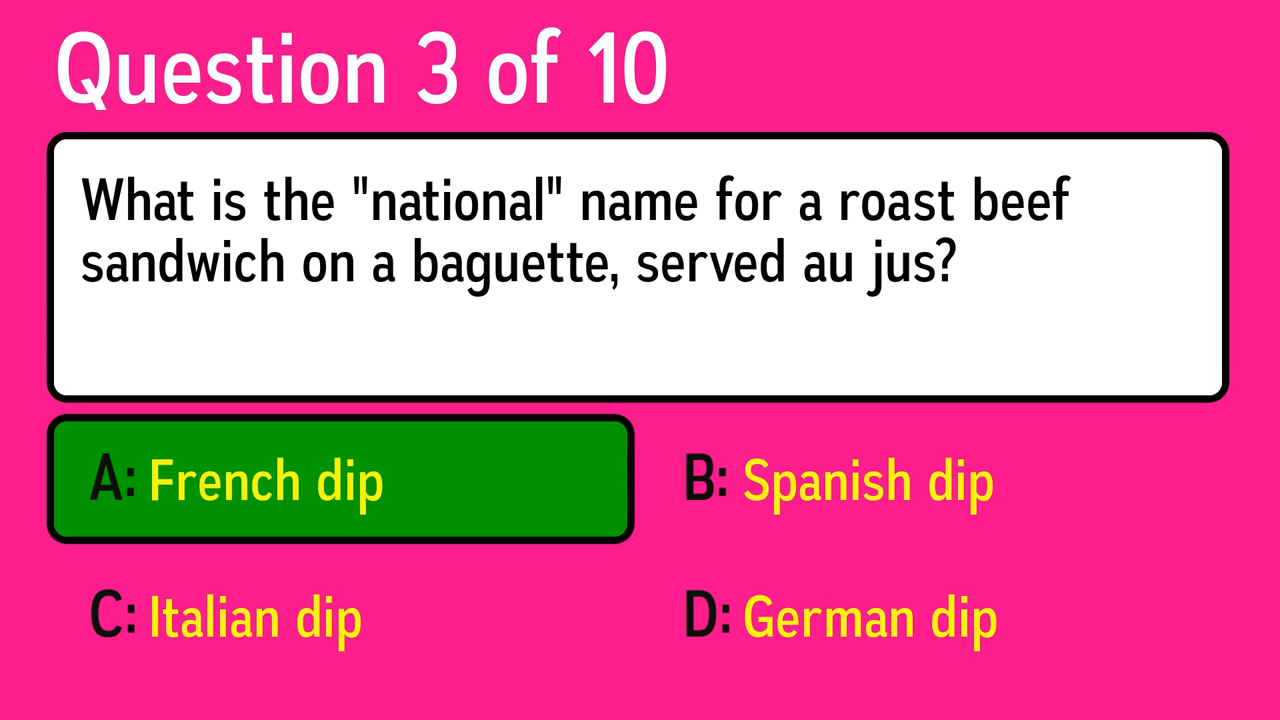 Question 3 of 10
What is the "national" name for a roast beef
sandwich on a baguette, served au jus?
A: French dip
B: Spanish dip
C: Italian dip
D: German dip